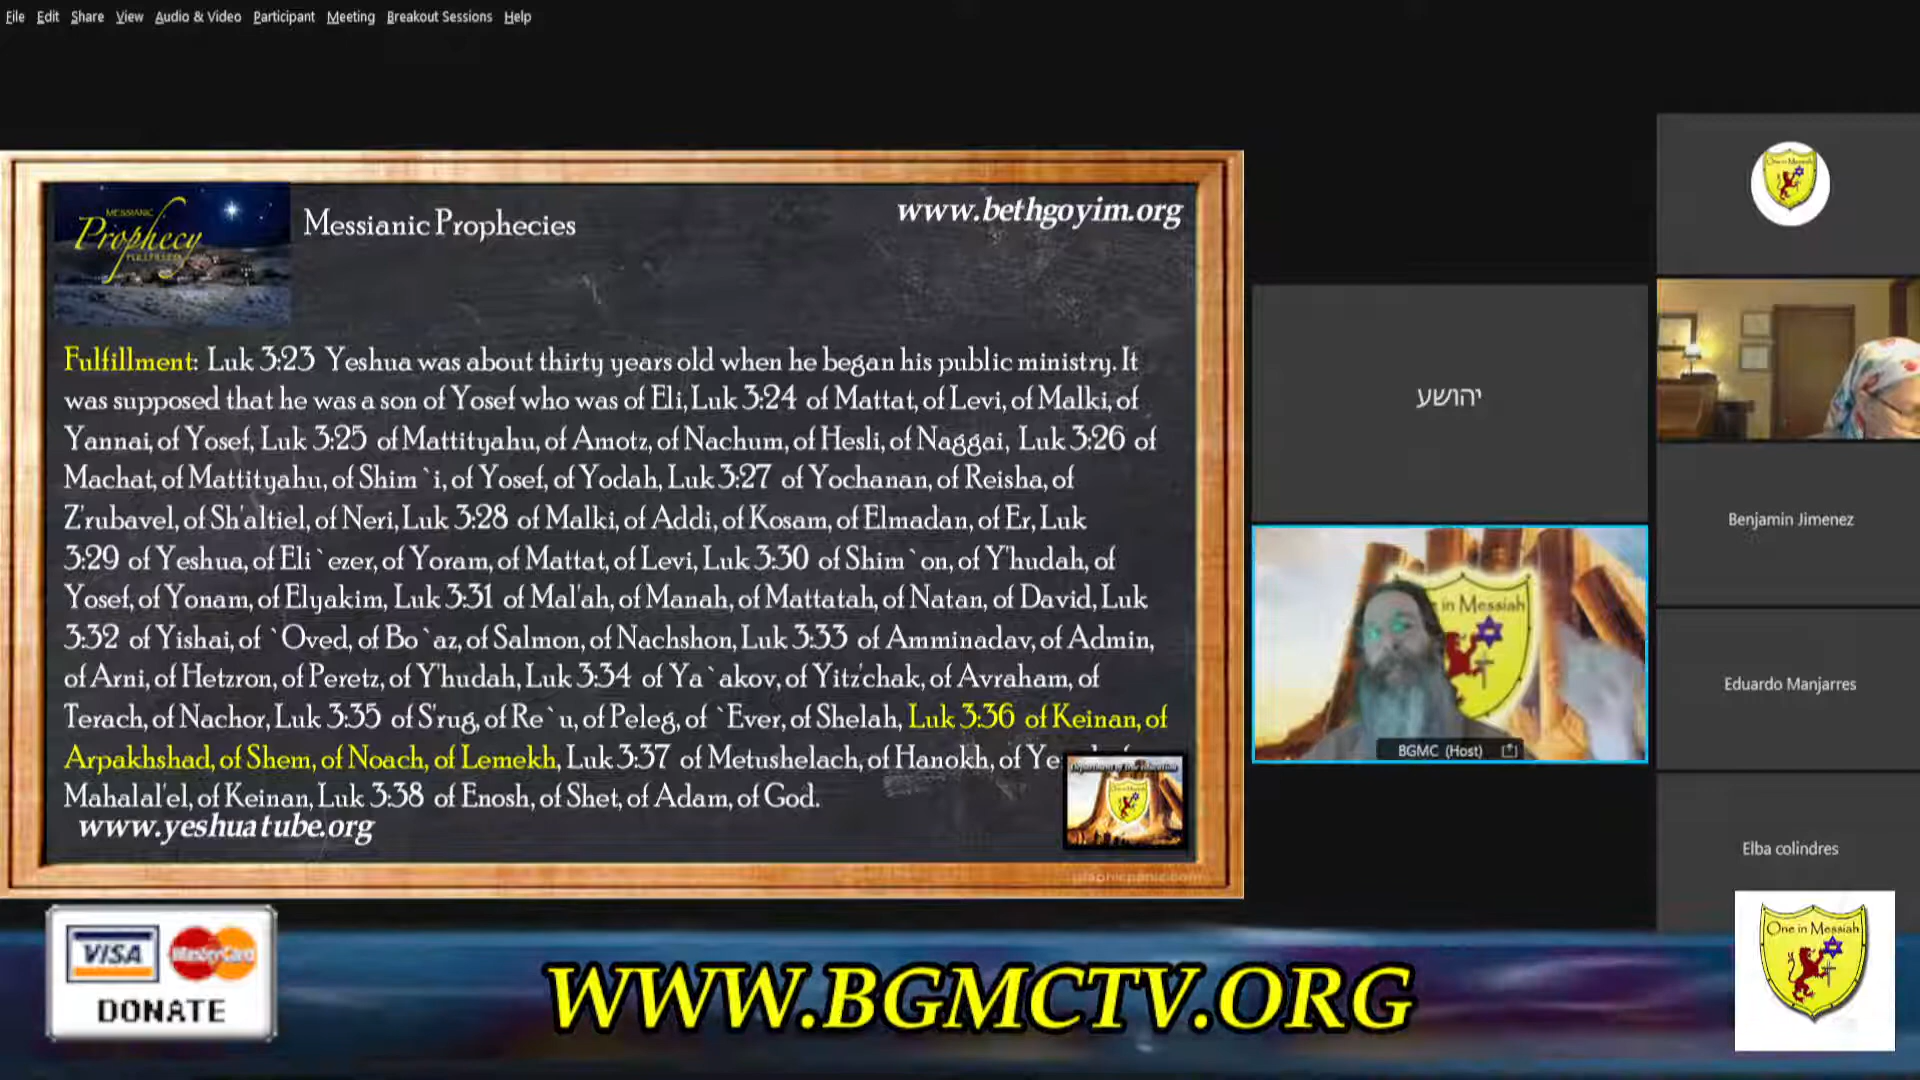 File Edit Share View Audio & Video Participant Meeting Breakout Sessions Help
MESSIANIC
Prophecy
FULFILLED
Messianic Prophecies
www.bethgoyim.org
Fulfillment: Luk 3:23 Yeshua was about thirty years old when he began his public ministry. It
was supposed that he was a son of Yosef who was of Eli, Luk 3:24 of Mattat, of Levi, of Malki, of
Yannai, of Yosef, Luk 3:25 of Mattityahu, of Amotz, of Nachum, of Hesli, of Naggai, Luk 3:26 of
Machat, of Mattityahu, of Shim`i, of Yosef, of Yodah, Luk 3:27 of Yochanan, of Reisha, of
Z'rubavel, of Sh'altiel, of Neri, Luk 3:28 of Malki, of Addi, of Kosam, of Elmadan, of Er, Luk
3:29 of Yeshua, of Eli`ezer, of Yoram, of Mattat, of Levi, Luk 3:30 of Shim`on, of Y'hudah, of
Yosef, of Yonam, of Elyakim, Luk 3:31 of Mal'ah, of Manah, of Mattatah, of Natan, of David, Luk
3:32 of Yishai, of `Oved, of Bo`az, of Salmon, of Nachshon, Luk 3:33 of Amminadav, of Admin,
of Arni, of Hetzron, of Peretz, of Y'hudah, Luk 3:34 of Ya`akov, of Yitz'chak, of Avraham, of
Terach, of Nachor, Luk 3:35 of S'rug, of Re`u, of Peleg, of `Ever, of Shelah, Luk 3:36 of Keinan, of
Arpakhshad, of Shem, of Noach, of Lemekh, Luk 3:37 of Metushelach, of Hanokh, of Ye
Mahalal'el, of Keinan, Luk 3:38 of Enosh, of Shet, of Adam, of God.
www.yeshuatube.org
יהושע
in Messiah
BGMC (Host)
One in Messiah
Benjamin Jimenez
Eduardo Manjarres
Elba colindres
VISA MasterCard
DONATE
WWW.BGMCTV.ORG
One in Messiah